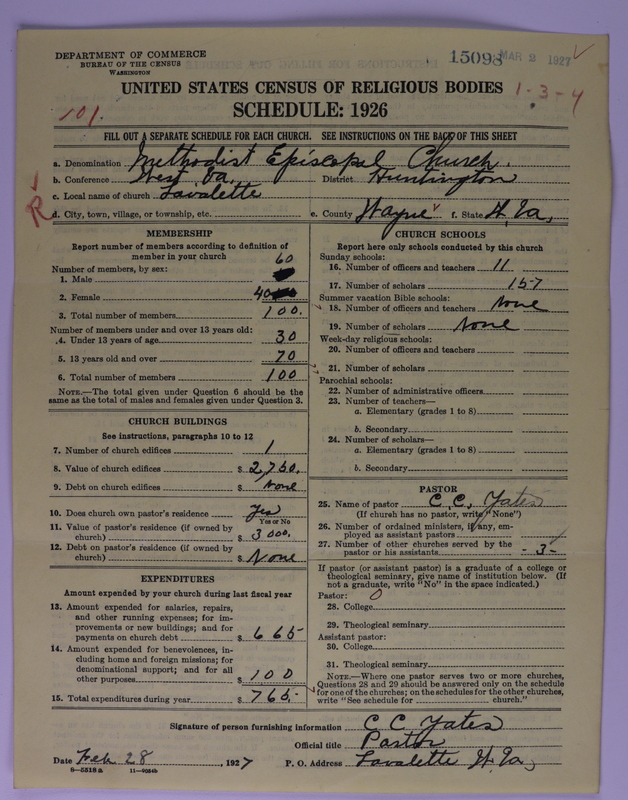 DEPARTMENT OF COMMERCE
BUREAU OF THE CENSUS
WASHINGTON
15098 MAR 2 1927
UNITED STATES CENSUS OF RELIGIOUS BODIES
1-3-4
101.
SCHEDULE: 1926
FILL OUT A SEPARATE SCHEDULE FOR EACH CHURCH. SEE INSTRUCTIONS ON THE BACK OF THIS SHEET
a. Denomination Methodist Episcopal Church.
b. Conference West Va. District Huntington
c. Local name of church Lavalette
R
d. City, town, village, or township, etc. e. County Wayne f. State W. Va,
MEMBERSHIP
Report number of members according to definition of member in your church
Number of members, by sex:
1. Male 60
2. Female 40
3. Total number of members 100.
Number of members under and over 13 years old:
4. Under 13 years of age 30
5. 13 years old and over 70
6. Total number of members 100
NOTE.—The total given under Question 6 should be the same as the total of males and females given under Question 3.
CHURCH BUILDINGS
See instructions, paragraphs 10 to 12
7. Number of church edifices 1
8. Value of church edifices $ 2,750.
9. Debt on church edifices $ None
10. Does church own pastor's residence Yes
Yes or No
11. Value of pastor's residence (if owned by
church) $ 3000.
12. Debt on pastor's residence (if owned by
church) $ None
EXPENDITURES
Amount expended by your church during last fiscal year
13. Amount expended for salaries, repairs,
and other running expenses; for im-
provements or new buildings; and for
payments on church debt $ 665
14. Amount expended for benevolences, in-
cluding home and foreign missions; for
denominational support; and for all
other purposes $ 100
15. Total expenditures during year $ 765.-
CHURCH SCHOOLS
Report here only schools conducted by this church
Sunday schools:
16. Number of officers and teachers 11
17. Number of scholars 157
Summer vacation Bible schools:
18. Number of officers and teachers None
19. Number of scholars None
Week-day religious schools:
20. Number of officers and teachers
21. Number of scholars
Parochial schools:
22. Number of administrative officers
23. Number of teachers—
a. Elementary (grades 1 to 8)
b. Secondary
24. Number of scholars—
a. Elementary (grades 1 to 8)
b. Secondary
PASTOR
25. Name of pastor C. C. Yates
(If church has no pastor, write "None")
26. Number of ordained ministers, if any, em-
ployed as assistant pastors
27. Number of other churches served by the
pastor or his assistants -3-
If pastor (or assistant pastor) is a graduate of a college or
theological seminary, give name of institution below. (If
not a graduate, write "No" in the space indicated.)
Pastor: 0
28. College
29. Theological seminary
Assistant pastor:
30. College
31. Theological seminary
NOTE.—Where one pastor serves two or more churches,
Questions 28 and 29 should be answered only on the schedule
for one of the churches; on the schedules for the other churches,
write "See schedule for church."
Signature of person furnishing information C C Yates
Official title Pastor
Date Feb 28, 1927 P. O. Address Lavalette W. Va,
8—5518a 11—9054b